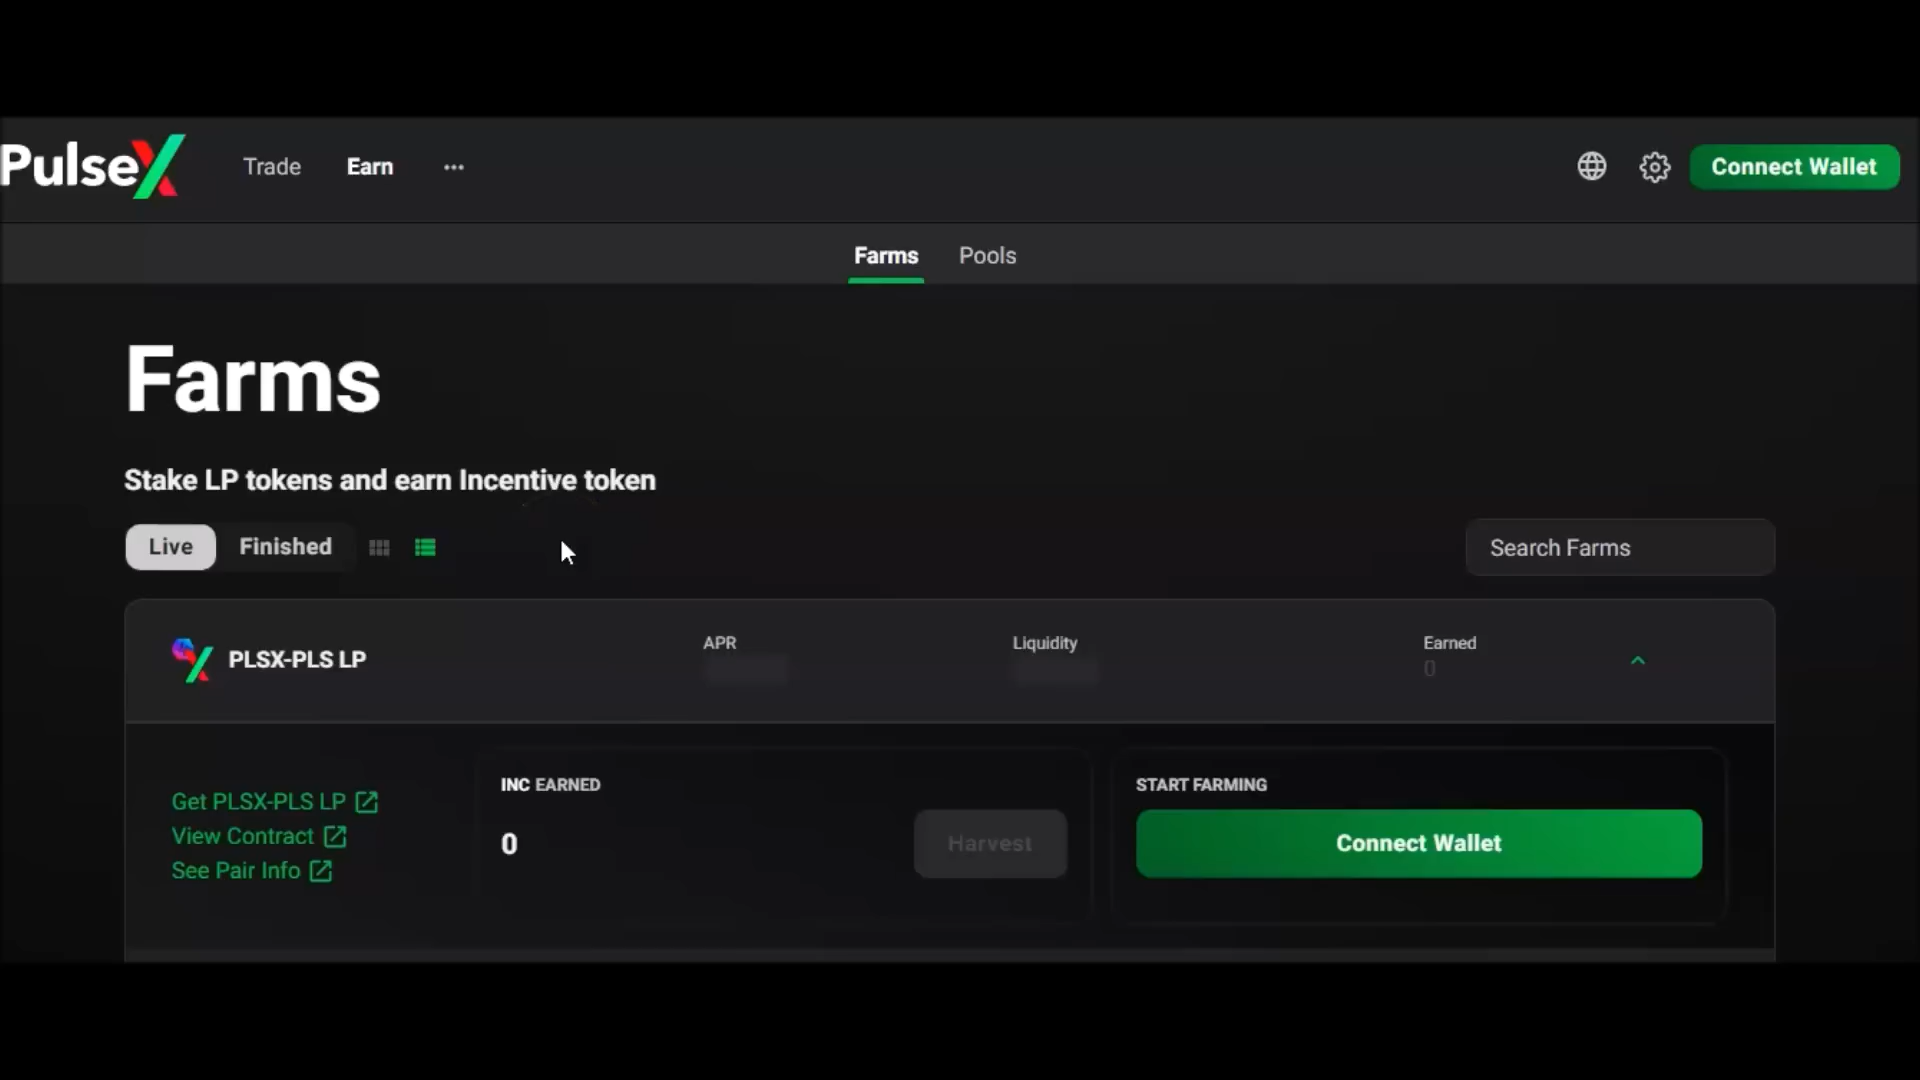 PulseX
Trade Earn ··· Connect Wallet
Farms Pools
Farms
Stake LP tokens and earn Incentive token
Live Finished Search Farms
PLSX-PLS LP APR Liquidity Earned
0
Get PLSX-PLS LP
View Contract
See Pair Info
INC EARNED
0 Harvest
START FARMING
Connect Wallet